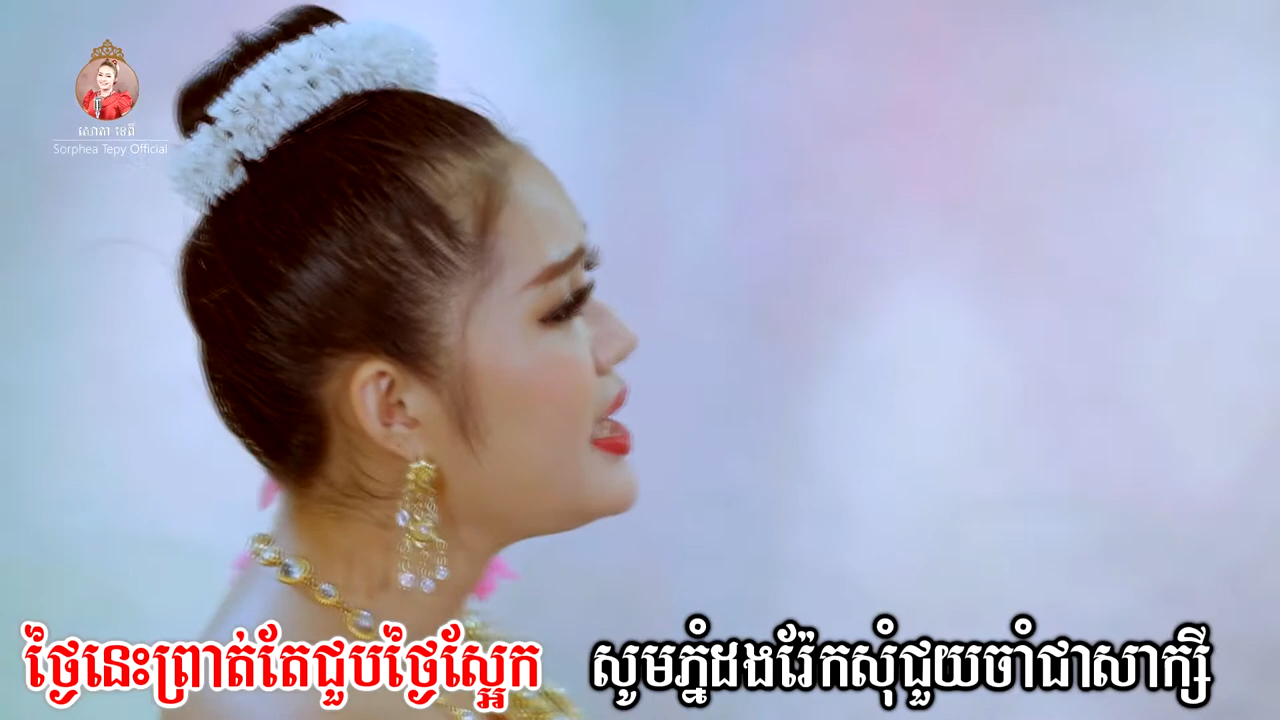 សោភា ទេពី
Sorphea Tepy Official
ថ្ងៃនេះព្រាត់តែជួបថ្ងៃស្អែក សូមភ្នំដងរ៉ែកសុំជួយចាំជាសាក្សី